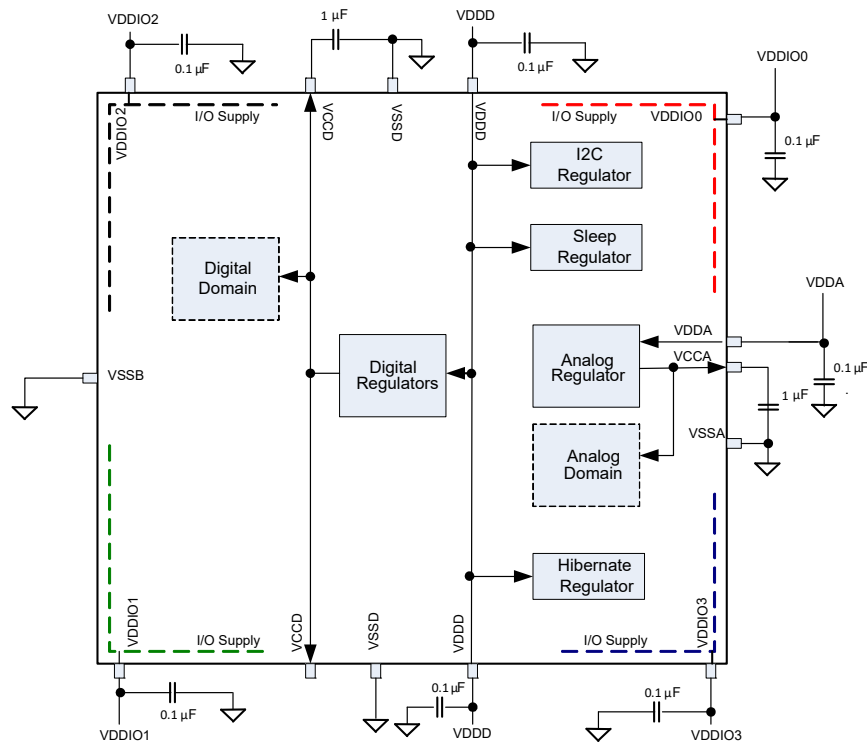 VDDIO2
0.1 µF
1 µF
VDDD
0.1 µF
VDDIO0
0.1 µF
I/O Supply
VDDIO2
VCCD
VSSD
VDDD
I/O Supply
VDDIO0
I2C
Regulator
Sleep
Regulator
Digital
Domain
VDDA
VDDA
VCCA
Analog
Regulator
Digital
Regulators
0.1 µF
1 µF
.
VSSB
VSSA
Analog
Domain
Hibernate
Regulator
VDDIO1
I/O Supply
VCCD
VSSD
VDDD
I/O Supply
VDDIO3
0.1 µF
VDDIO1
0.1 µF
VDDD
0.1 µF
VDDIO3